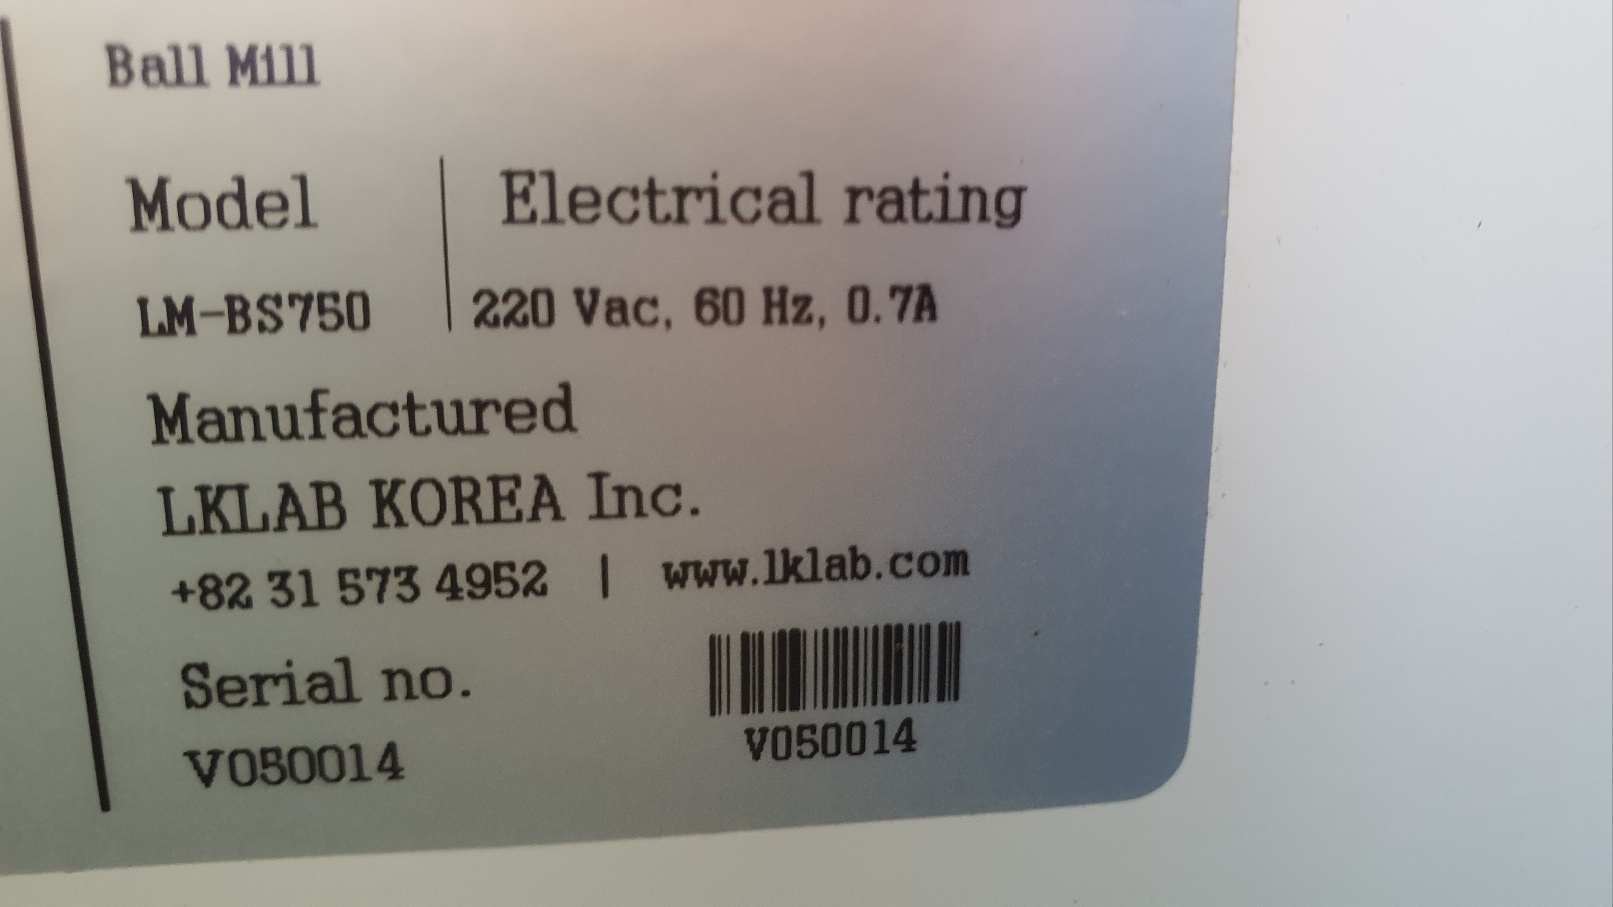 Ball Mill
Model
Electrical rating
LM-BS750
220 Vac, 60 Hz, 0.7A
Manufactured
LKLAB KOREA Inc.
+82 31 573 4952 | www.lklab.com
Serial no.
V050014
V050014